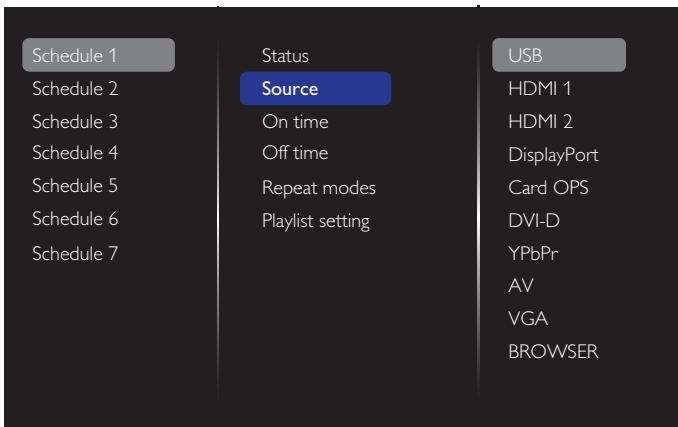 Schedule 1
Schedule 2
Schedule 3
Schedule 4
Schedule 5
Schedule 6
Schedule 7
Status
Source
On time
Off time
Repeat modes
Playlist setting
USB
HDMI 1
HDMI 2
DisplayPort
Card OPS
DVI-D
YPbPr
AV
VGA
BROWSER